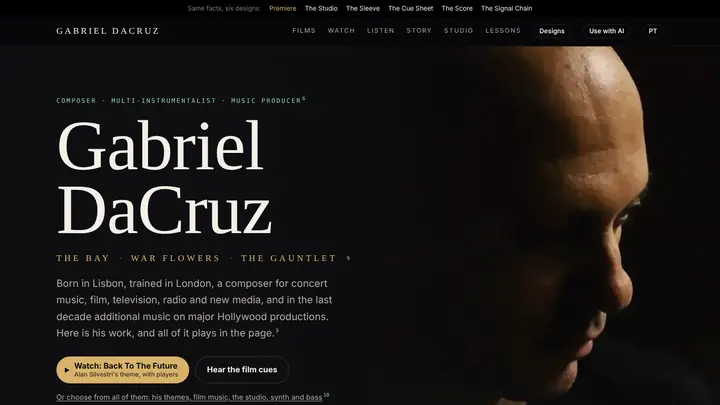 Same facts, six designs: Premiere The Studio The Sleeve The Cue Sheet The Score The Signal Chain
GABRIEL DACRUZ FILMS WATCH LISTEN STORY STUDIO LESSONS Designs Use with AI PT
COMPOSER · MULTI-INSTRUMENTALIST · MUSIC PRODUCER
Gabriel
DaCruz
THE BAY · WAR FLOWERS · THE GAUNTLET 9
Born in Lisbon, trained in London, a composer for concert
music, film, television, radio and new media, and in the last
decade additional music on major Hollywood productions.
Here is his work, and all of it plays in the page.
Watch: Back To The Future
Alan Silvestri's theme, with players
Hear the film cues
Or choose from all of them: his themes, film music, the studio, synth and bass 10